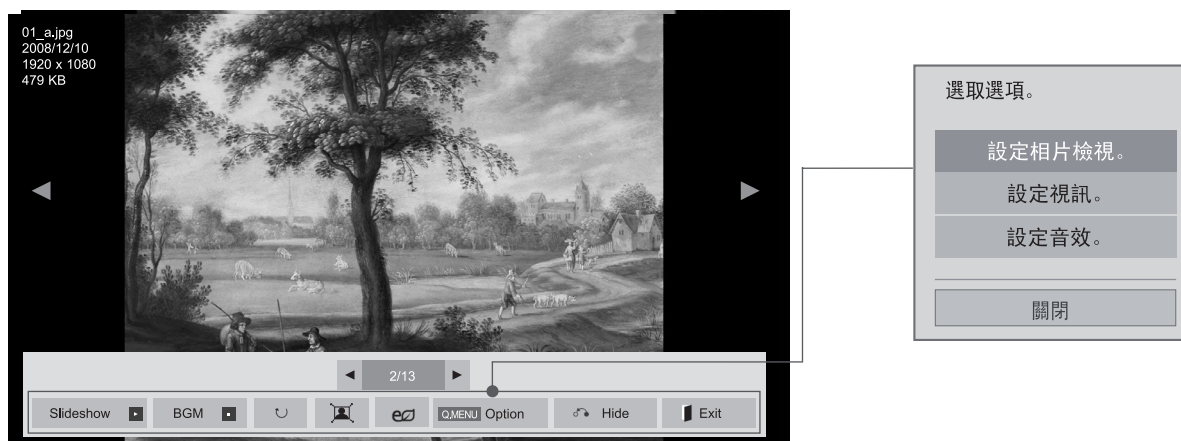 01_a.jpg
2008/12/10
1920 x 1080
479 KB
2/13
Slideshow BGM Q.MENU Option Hide Exit
選取選項。
設定相片檢視。
設定視訊。
設定音效。
關閉